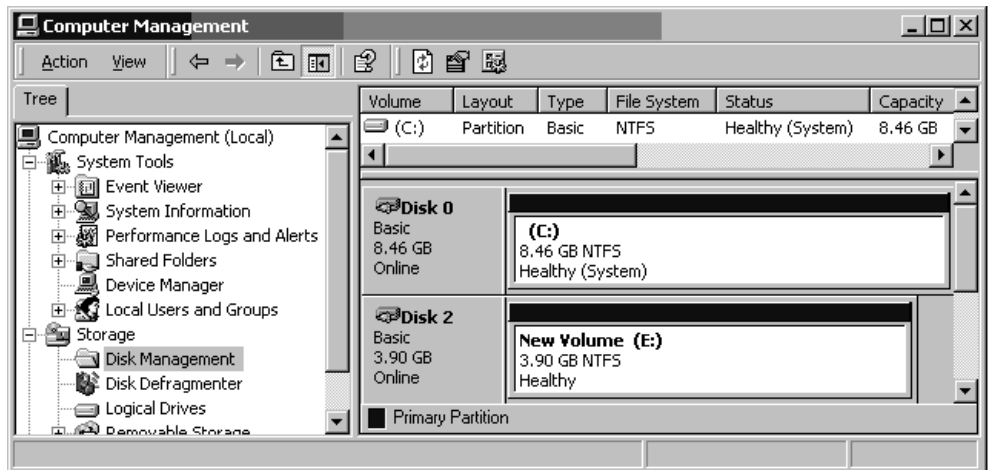 Computer Management
Action View
Tree
Computer Management (Local)
System Tools
Event Viewer
System Information
Performance Logs and Alerts
Shared Folders
Device Manager
Local Users and Groups
Storage
Disk Management
Disk Defragmenter
Logical Drives
Removable Storage
Volume Layout Type File System Status Capacity
(C:) Partition Basic NTFS Healthy (System) 8.46 GB
Disk 0
Basic
8.46 GB
Online
(C:)
8.46 GB NTFS
Healthy (System)
Disk 2
Basic
3.90 GB
Online
New Volume (E:)
3.90 GB NTFS
Healthy
Primary Partition